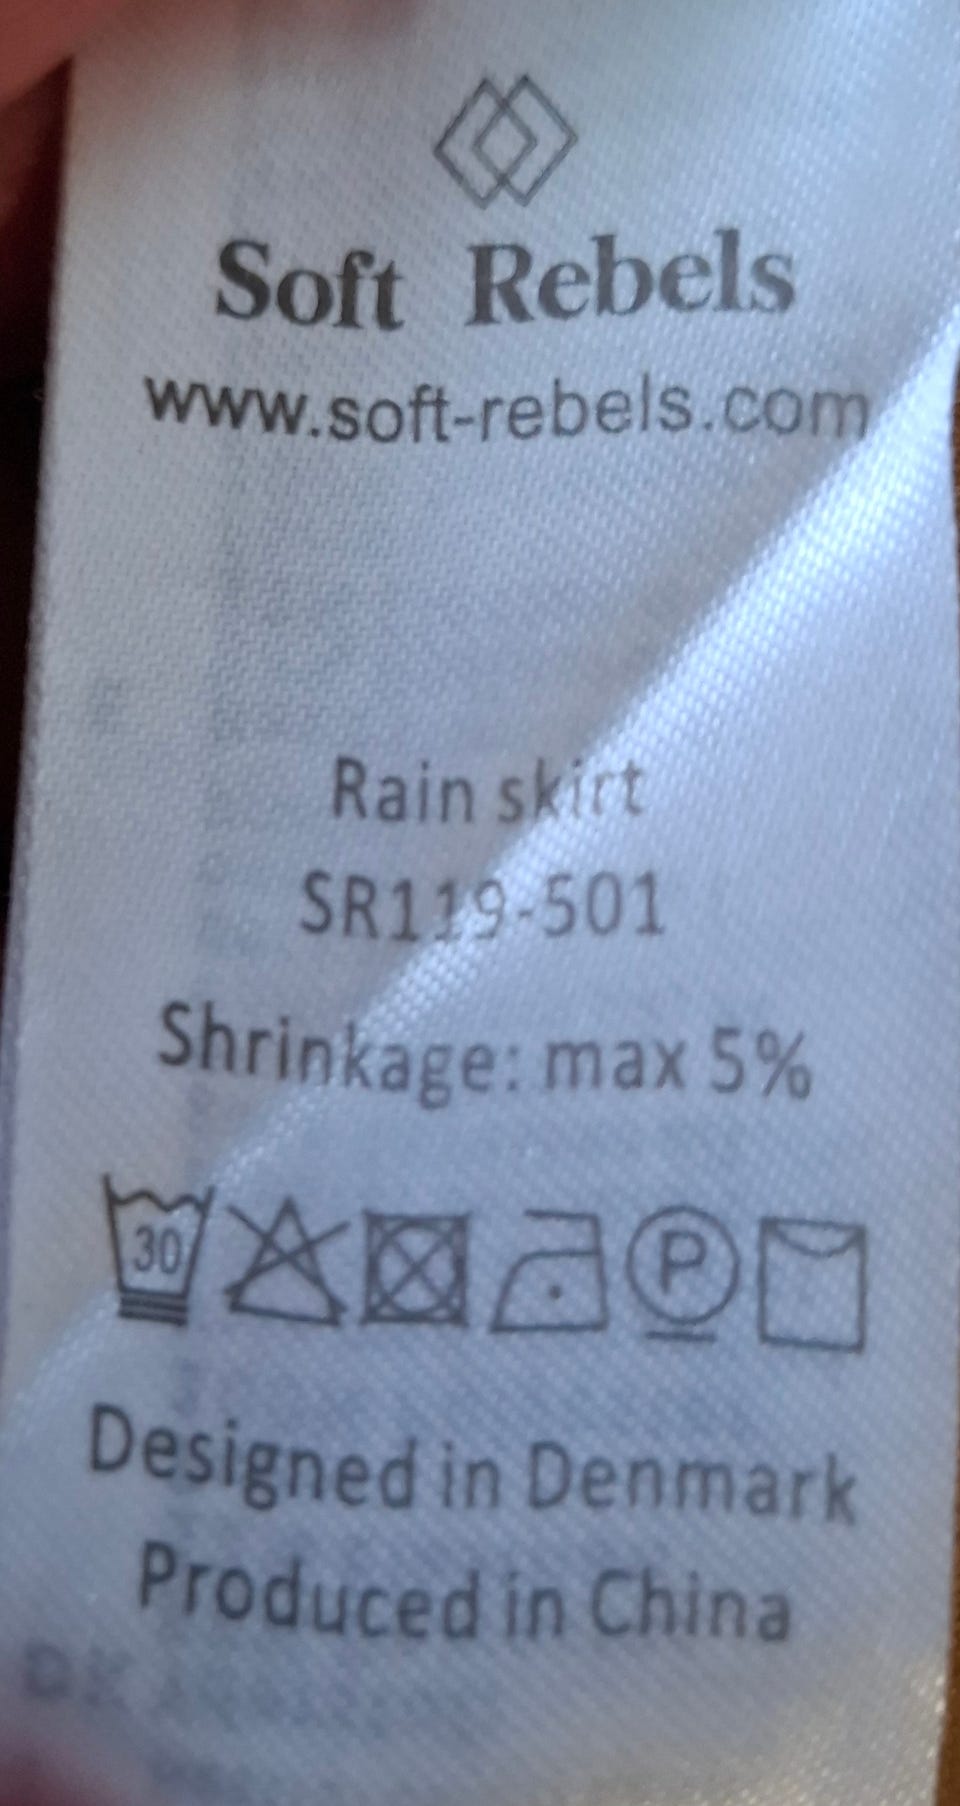 Soft Rebels
www.soft-rebels.com
Rain skirt
SR119-501
Shrinkage: max 5%
30 P
Designed in Denmark
Produced in China